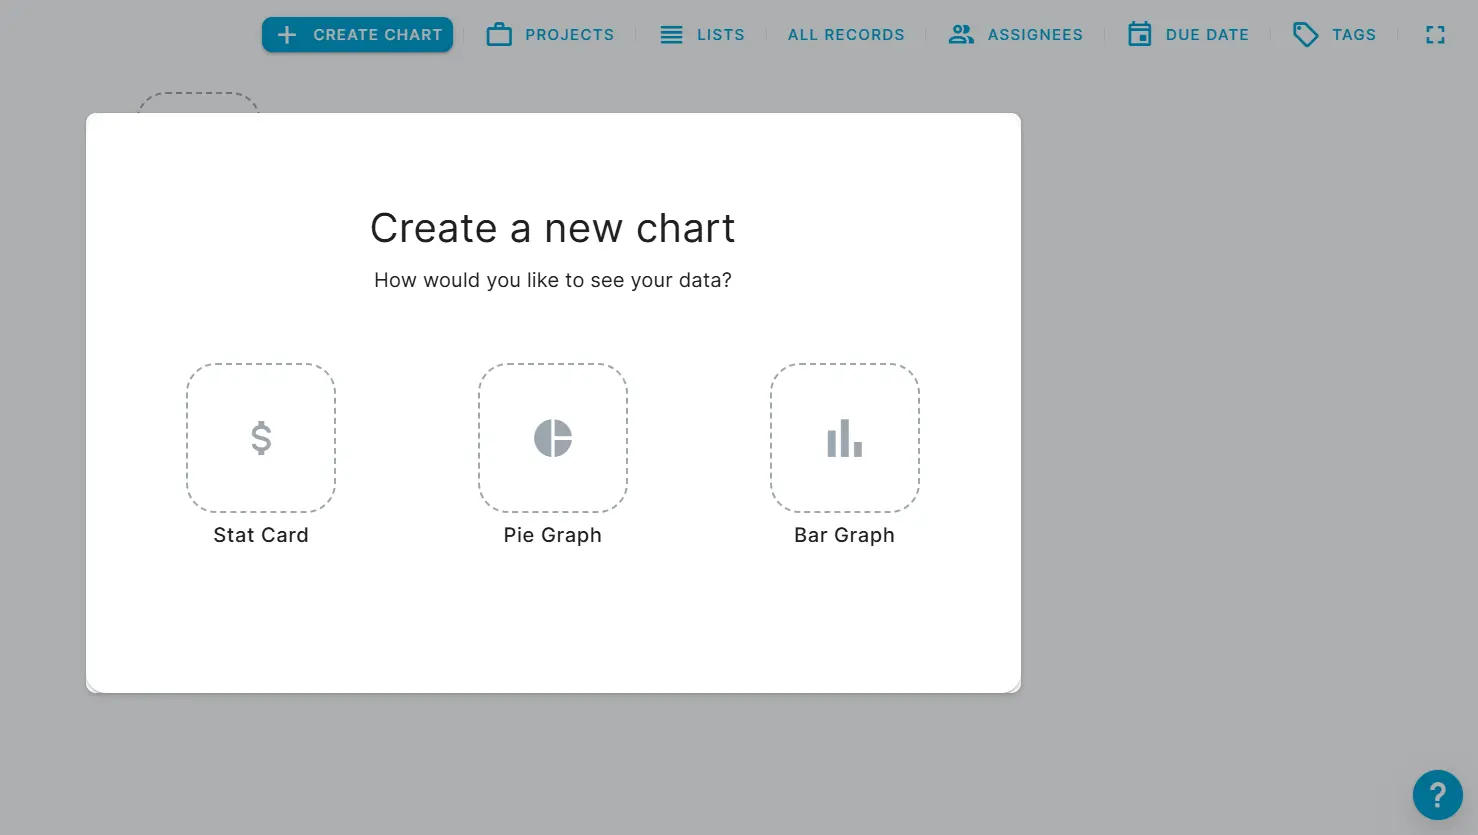 CREATE CHART
PROJECTS
LISTS
ALL RECORDS
ASSIGNEES
DUE DATE
TAGS
Create a new chart
How would you like to see your data?
$
Stat Card
Pie Graph
Bar Graph
?